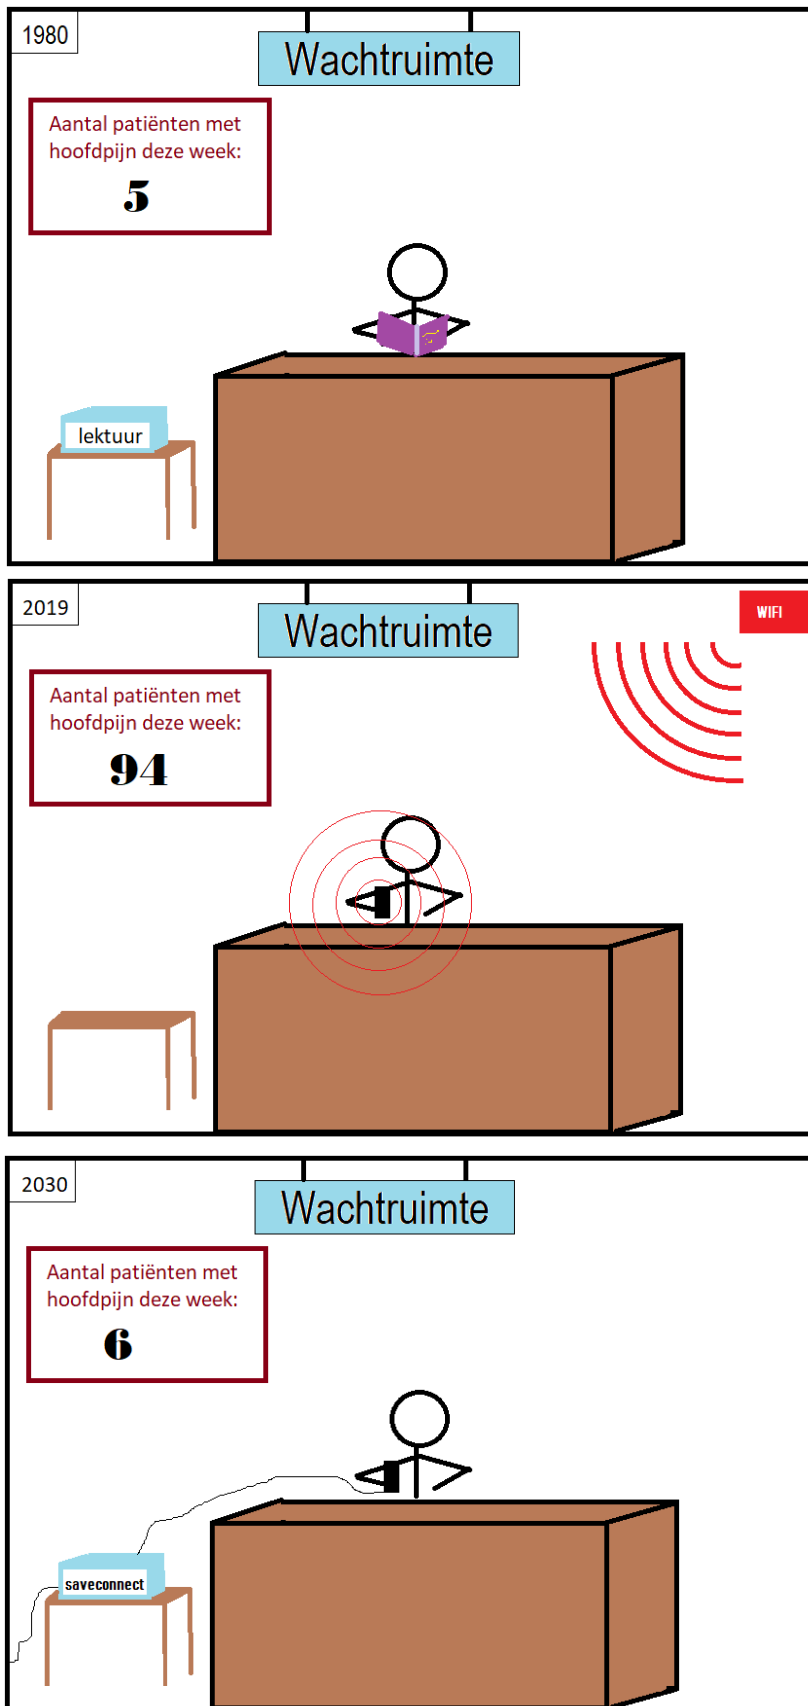 1980
Wachtruimte
Aantal patiënten met
hoofdpijn deze week:
5
lektuur
2019
Wachtruimte
WIFI
Aantal patiënten met
hoofdpijn deze week:
94
2030
Wachtruimte
Aantal patiënten met
hoofdpijn deze week:
6
saveconnect